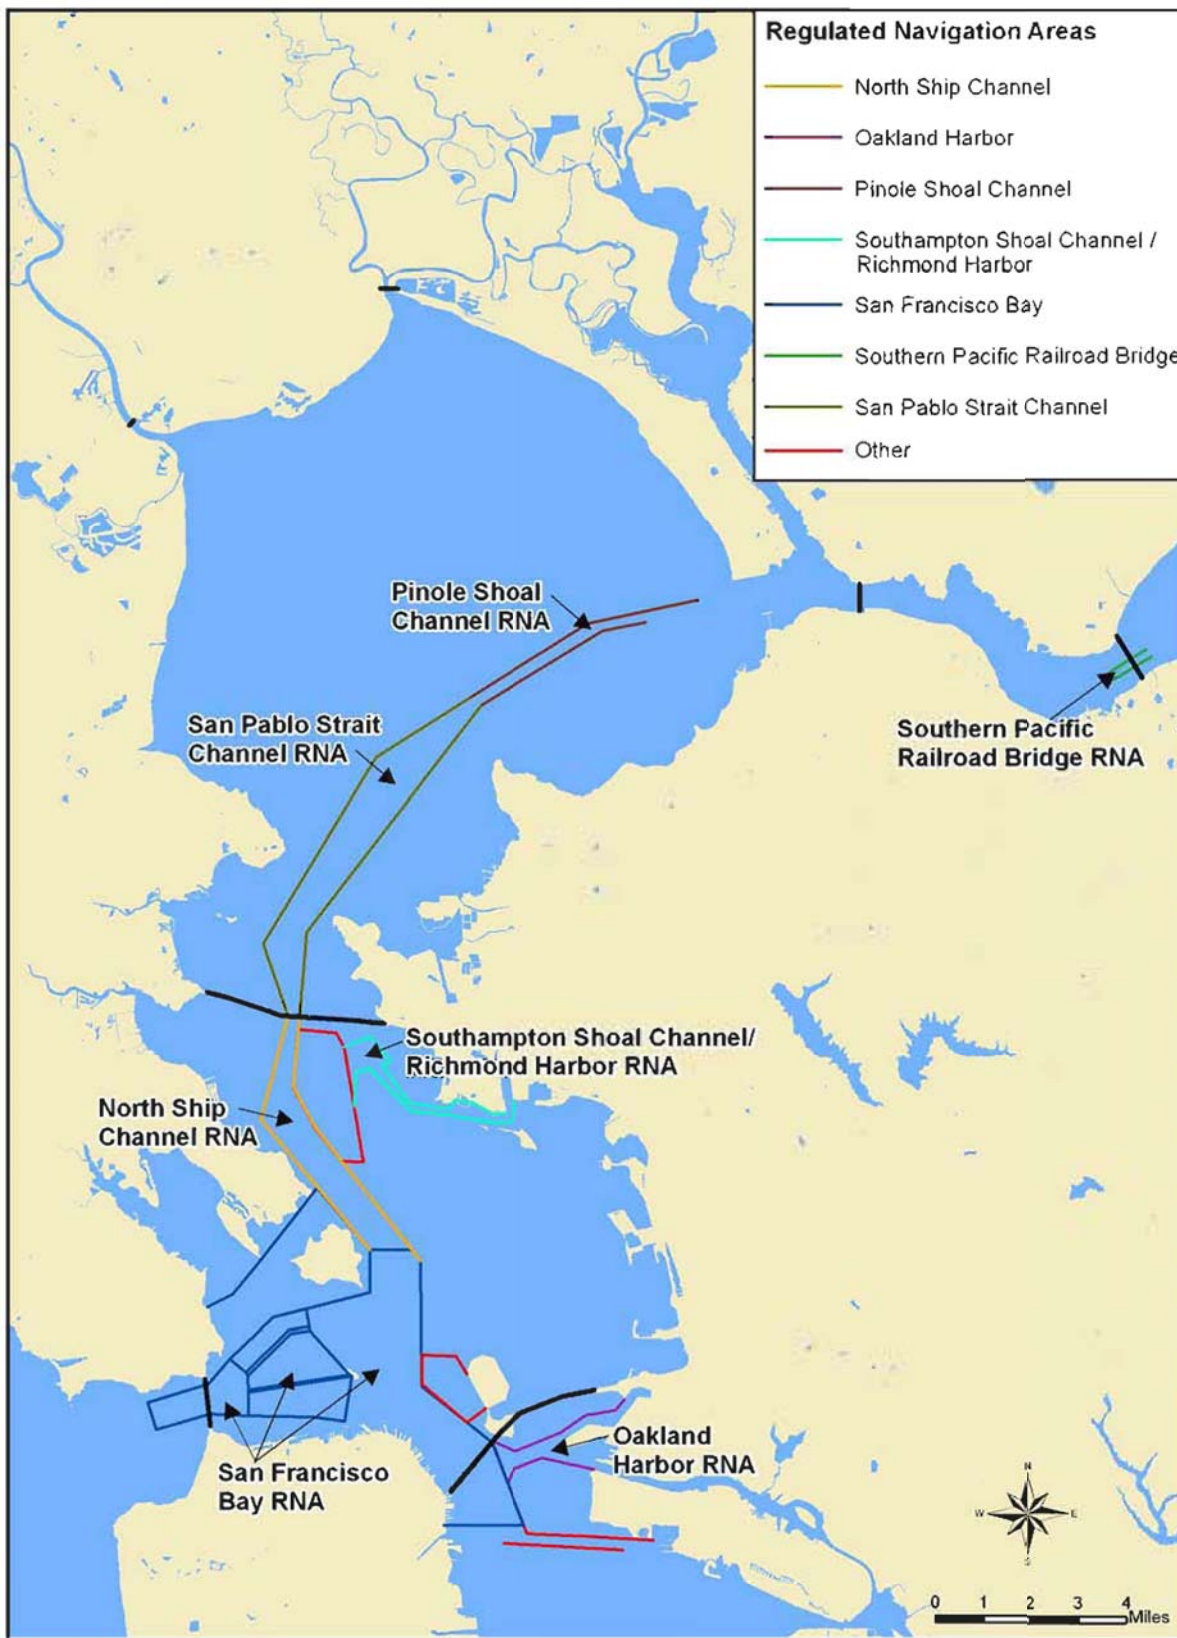 Regulated Navigation Areas
North Ship Channel
Oakland Harbor
Pinole Shoal Channel
Southampton Shoal Channel /
Richmond Harbor
San Francisco Bay
Southern Pacific Railroad Bridge
San Pablo Strait Channel
Other
Pinole Shoal
Channel RNA
San Pablo Strait
Channel RNA
Southern Pacific
Railroad Bridge RNA
Southampton Shoal Channel/
Richmond Harbor RNA
North Ship
Channel RNA
Oakland
Harbor RNA
San Francisco
Bay RNA
N
W E
S
0 1 2 3 4
Miles